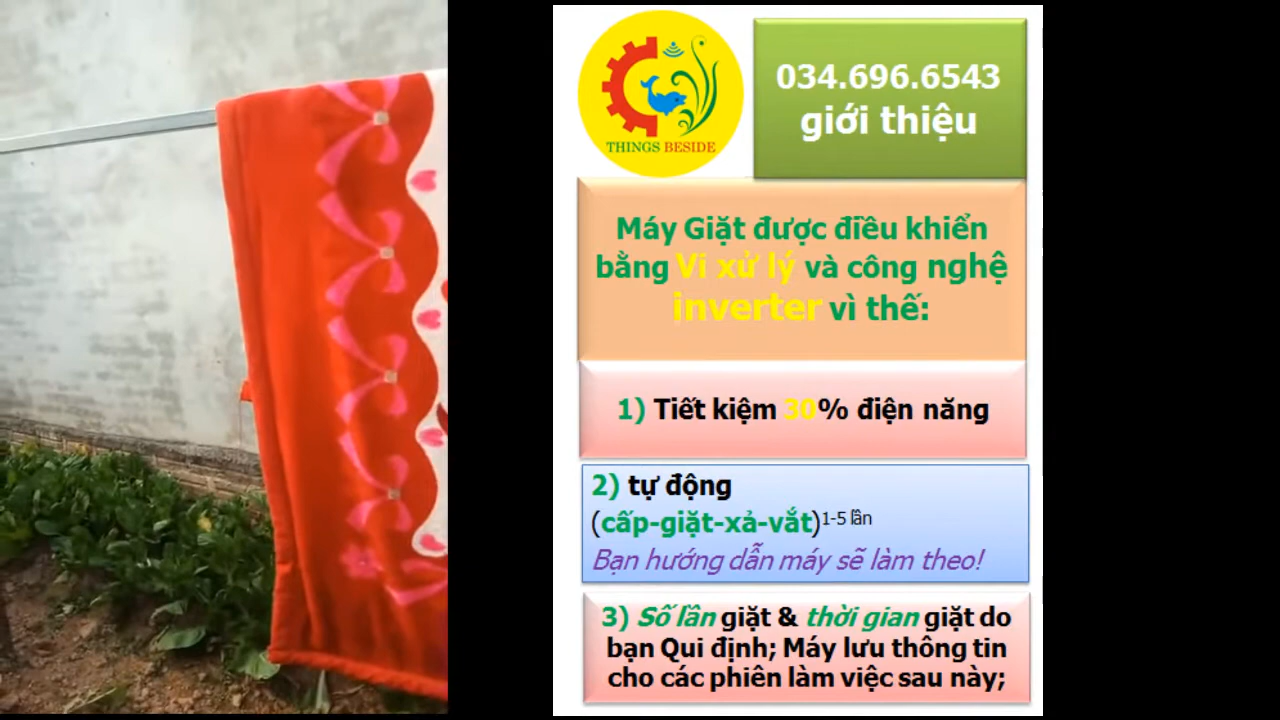 THINGS BESIDE
034.696.6543
giới thiệu
Máy Giặt được điều khiển
bằng Vi xử lý và công nghệ
inverter vì thế:
1) Tiết kiệm 30% điện năng
2) tự động
(cấp-giặt-xả-vắt)1-5 lần
Bạn hướng dẫn máy sẽ làm theo!
3) Số lần giặt & thời gian giặt do
bạn Qui định; Máy lưu thông tin
cho các phiên làm việc sau này;